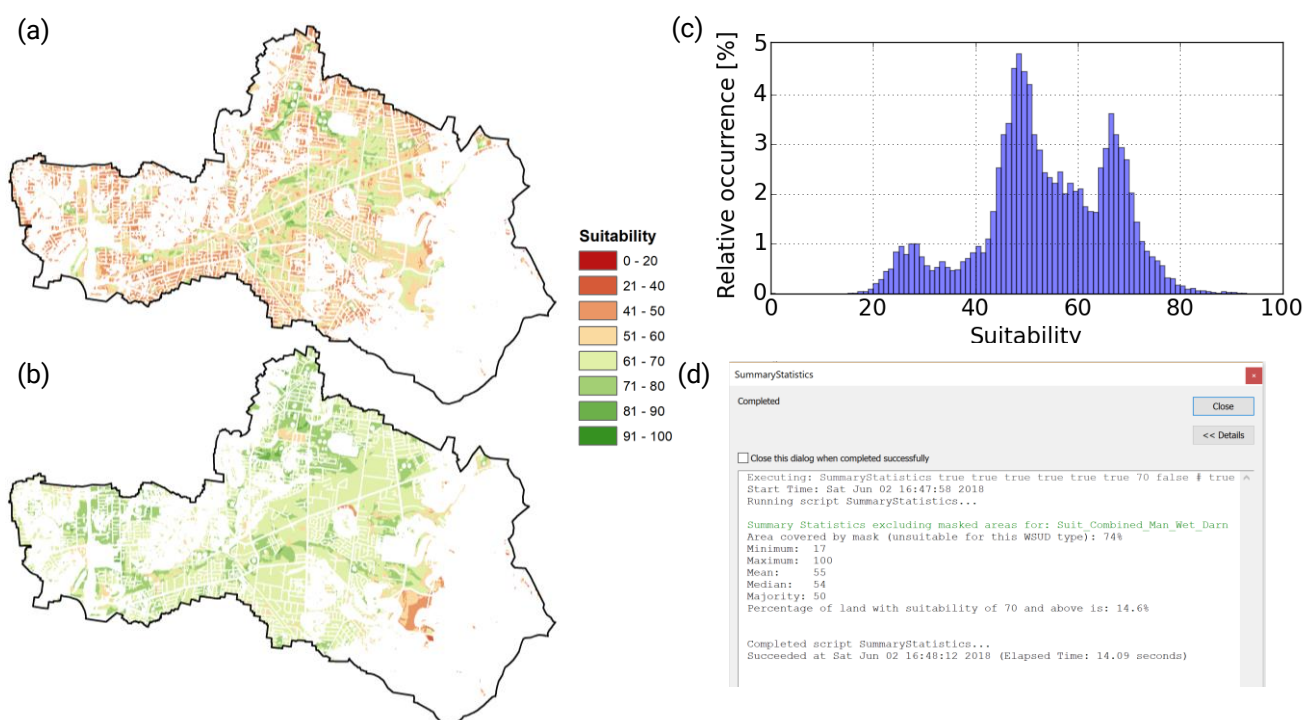 (a)
(b)
Suitability
0 - 20
21 - 40
41 - 50
51 - 60
61 - 70
71 - 80
81 - 90
91 - 100
(c)
Relative occurrence [%]
5
4
3
2
1
0
0 20 40 60 80 100
Suitability
(d)
SummaryStatistics
×
Completed
Close
<< Details
Close this dialog when completed successfully
Executing: SummaryStatistics true true true true true true 70 false # true
Start Time: Sat Jun 02 16:47:58 2018
Running script SummaryStatistics...
Summary Statistics excluding masked areas for: Suit_Combined_Man_Wet_Darn
Area covered by mask (unsuitable for this WSUD type): 74%
Minimum: 17
Maximum: 100
Mean: 55
Median: 54
Majority: 50
Percentage of land with suitability of 70 and above is: 14.6%
Completed script SummaryStatistics...
Succeeded at Sat Jun 02 16:48:12 2018 (Elapsed Time: 14.09 seconds)